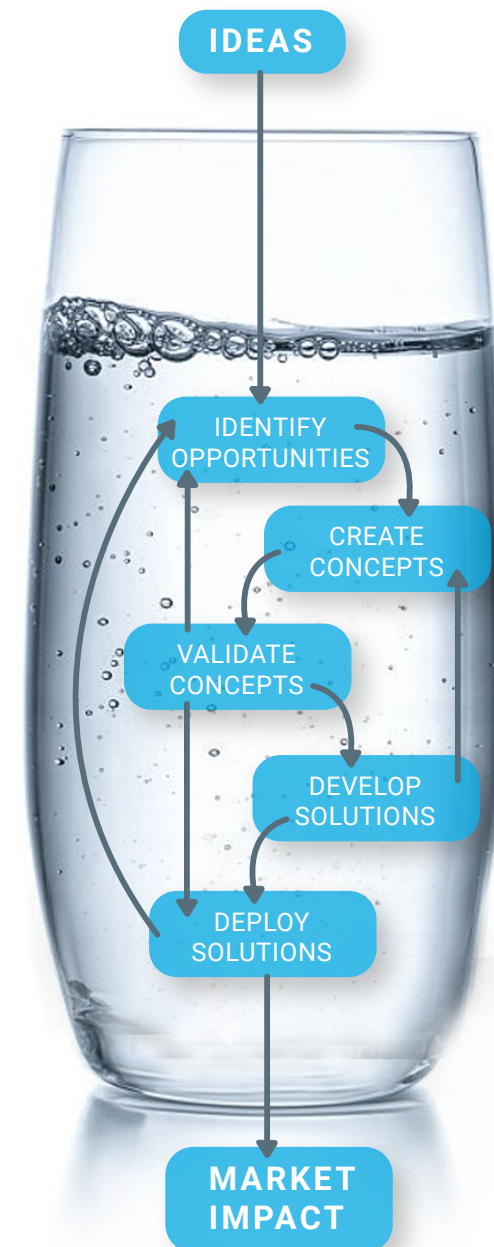 IDEAS
IDENTIFY
OPPORTUNITIES
CREATE
CONCEPTS
VALIDATE
CONCEPTS
DEVELOP
SOLUTIONS
DEPLOY
SOLUTIONS
MARKET
IMPACT